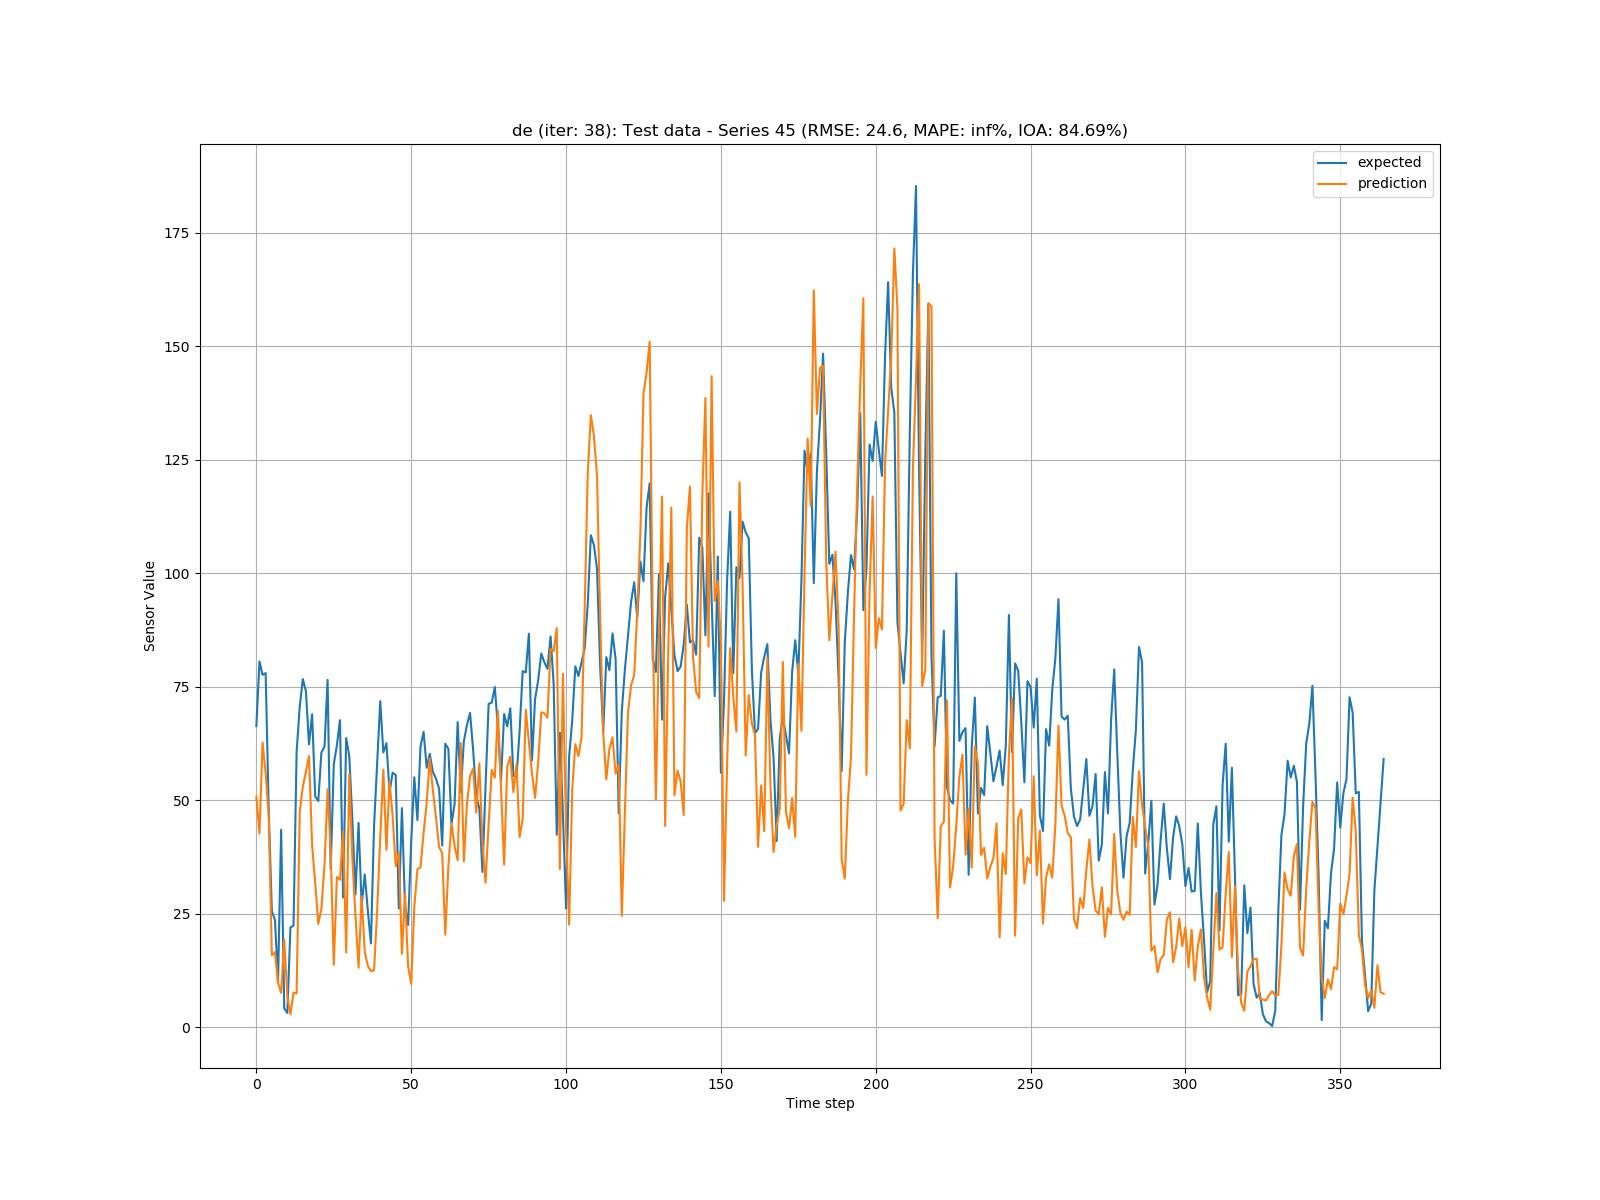 de (iter: 38): Test data - Series 45 (RMSE: 24.6, MAPE: inf%, IOA: 84.69%)
expected
prediction
175
150
125
100
75
50
25
0
Sensor Value
0 50 100 150 200 250 300 350
Time step